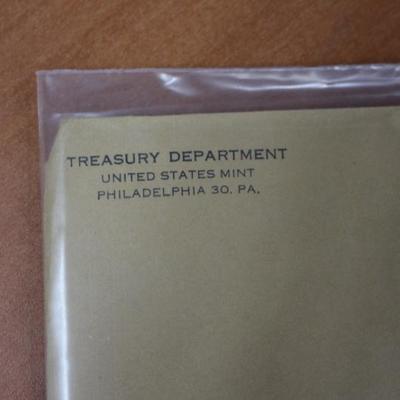 TREASURY DEPARTMENT
UNITED STATES MINT
PHILADELPHIA 30. PA.